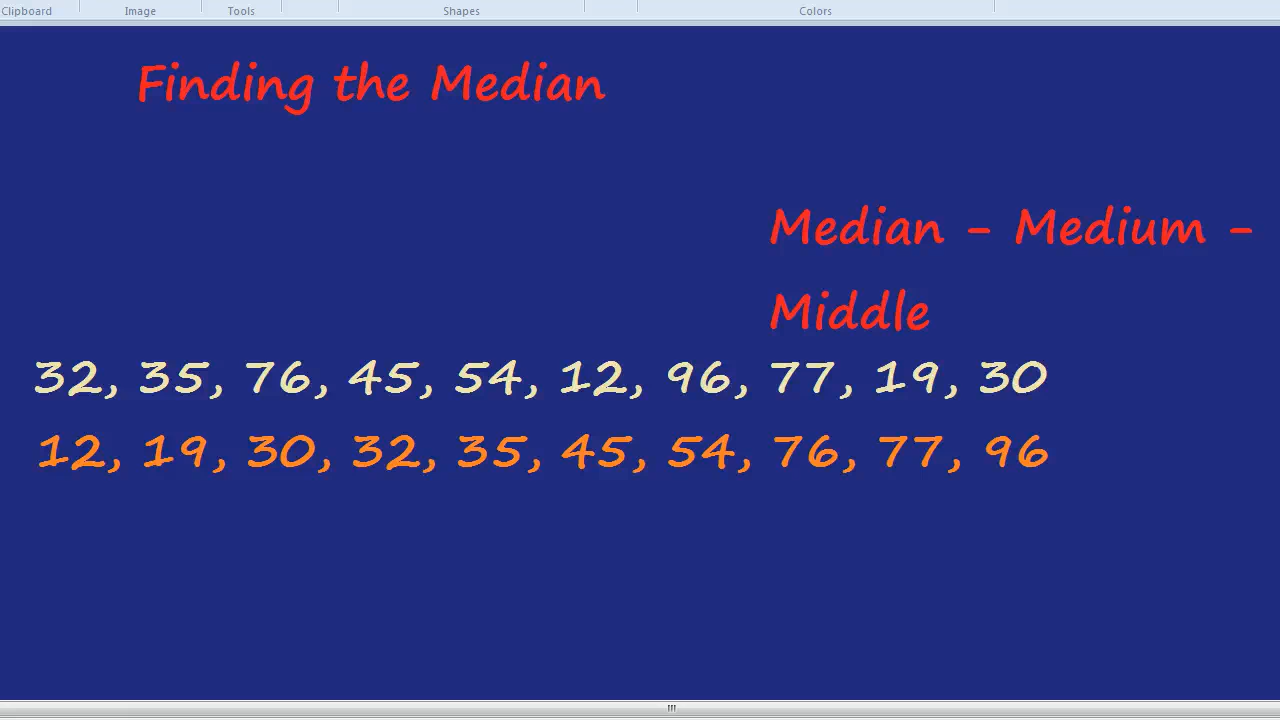 Clipboard Image Tools Shapes Colors
Finding the Median
Median - Medium -
Middle
32, 35, 76, 45, 54, 12, 96, 77, 19, 30
12, 19, 30, 32, 35, 45, 54, 76, 77, 96